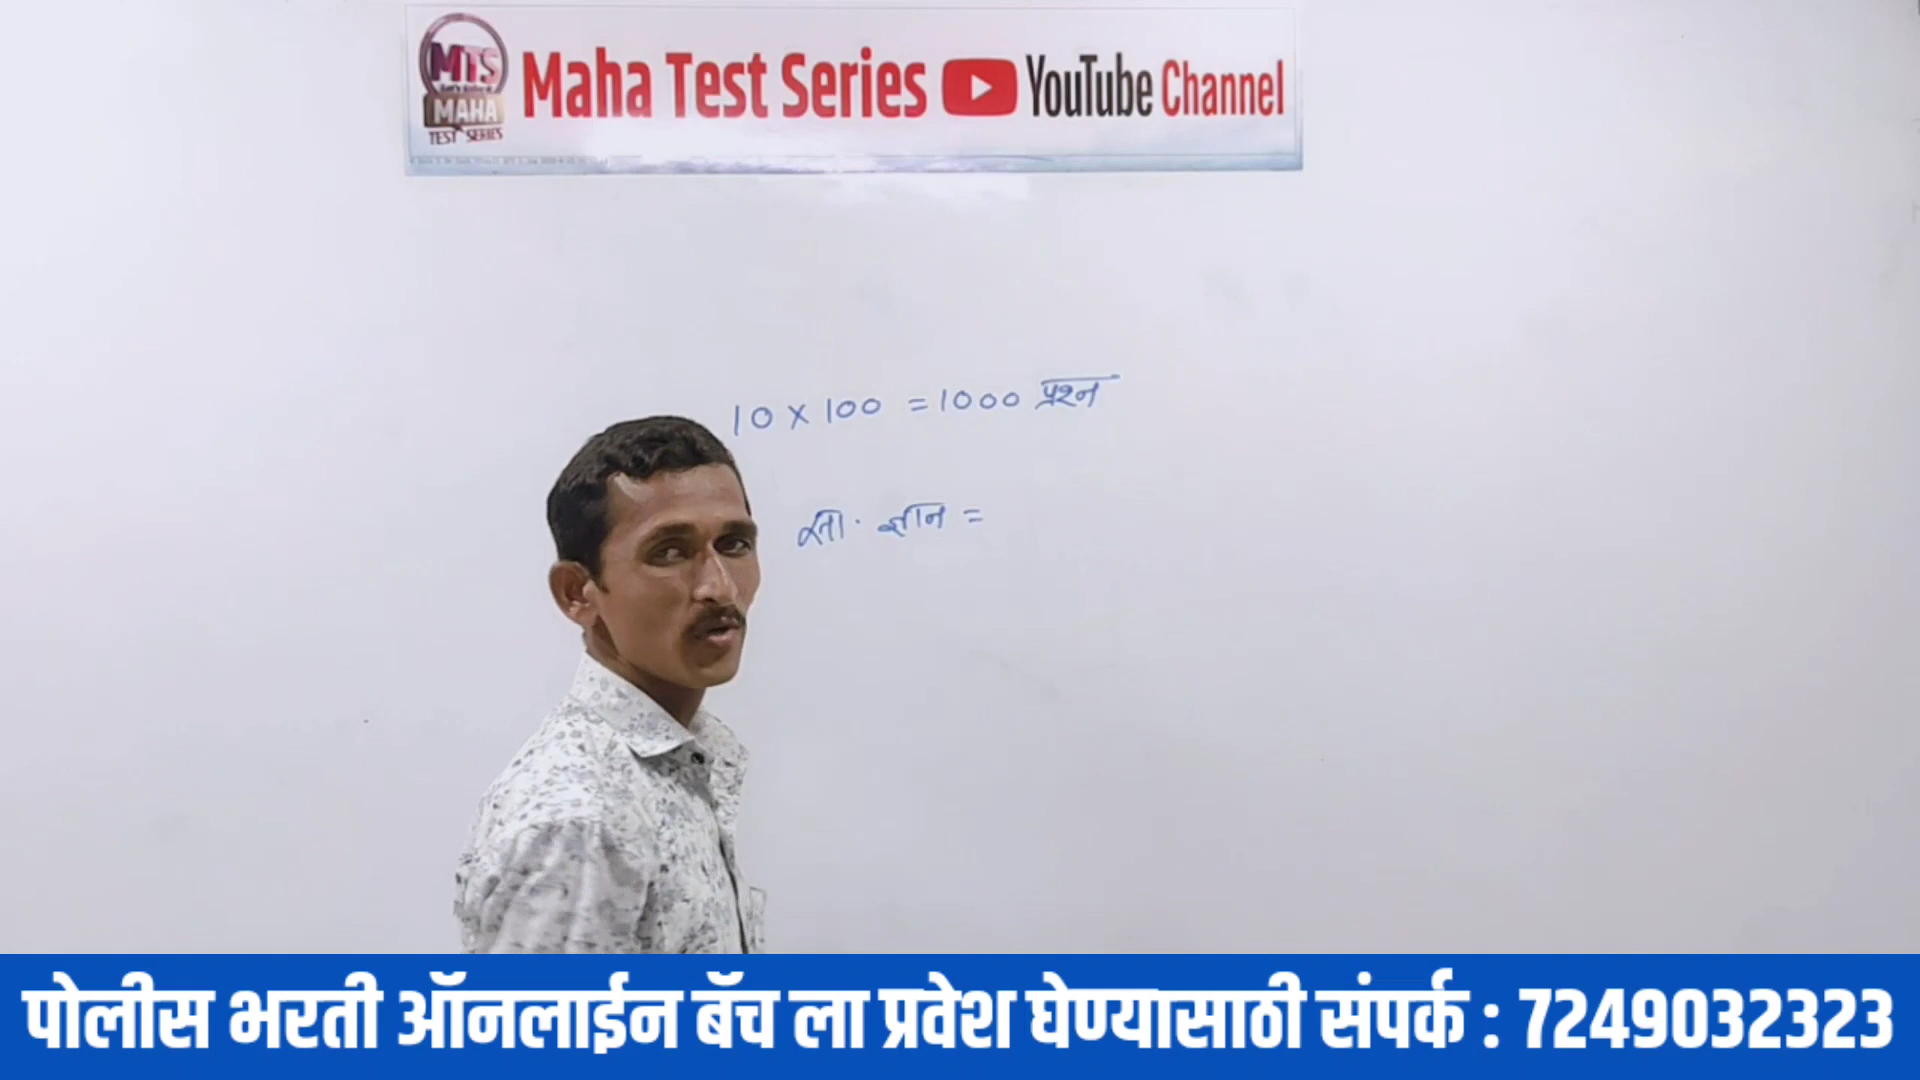 MTS
MAHA
TEST SERIES
Maha Test Series YouTube Channel
10 × 100 = 1000 प्रश्न
सा. ज्ञान =
पोलीस भरती ऑनलाईन बॅच ला प्रवेश घेण्यासाठी संपर्क : 7249032323